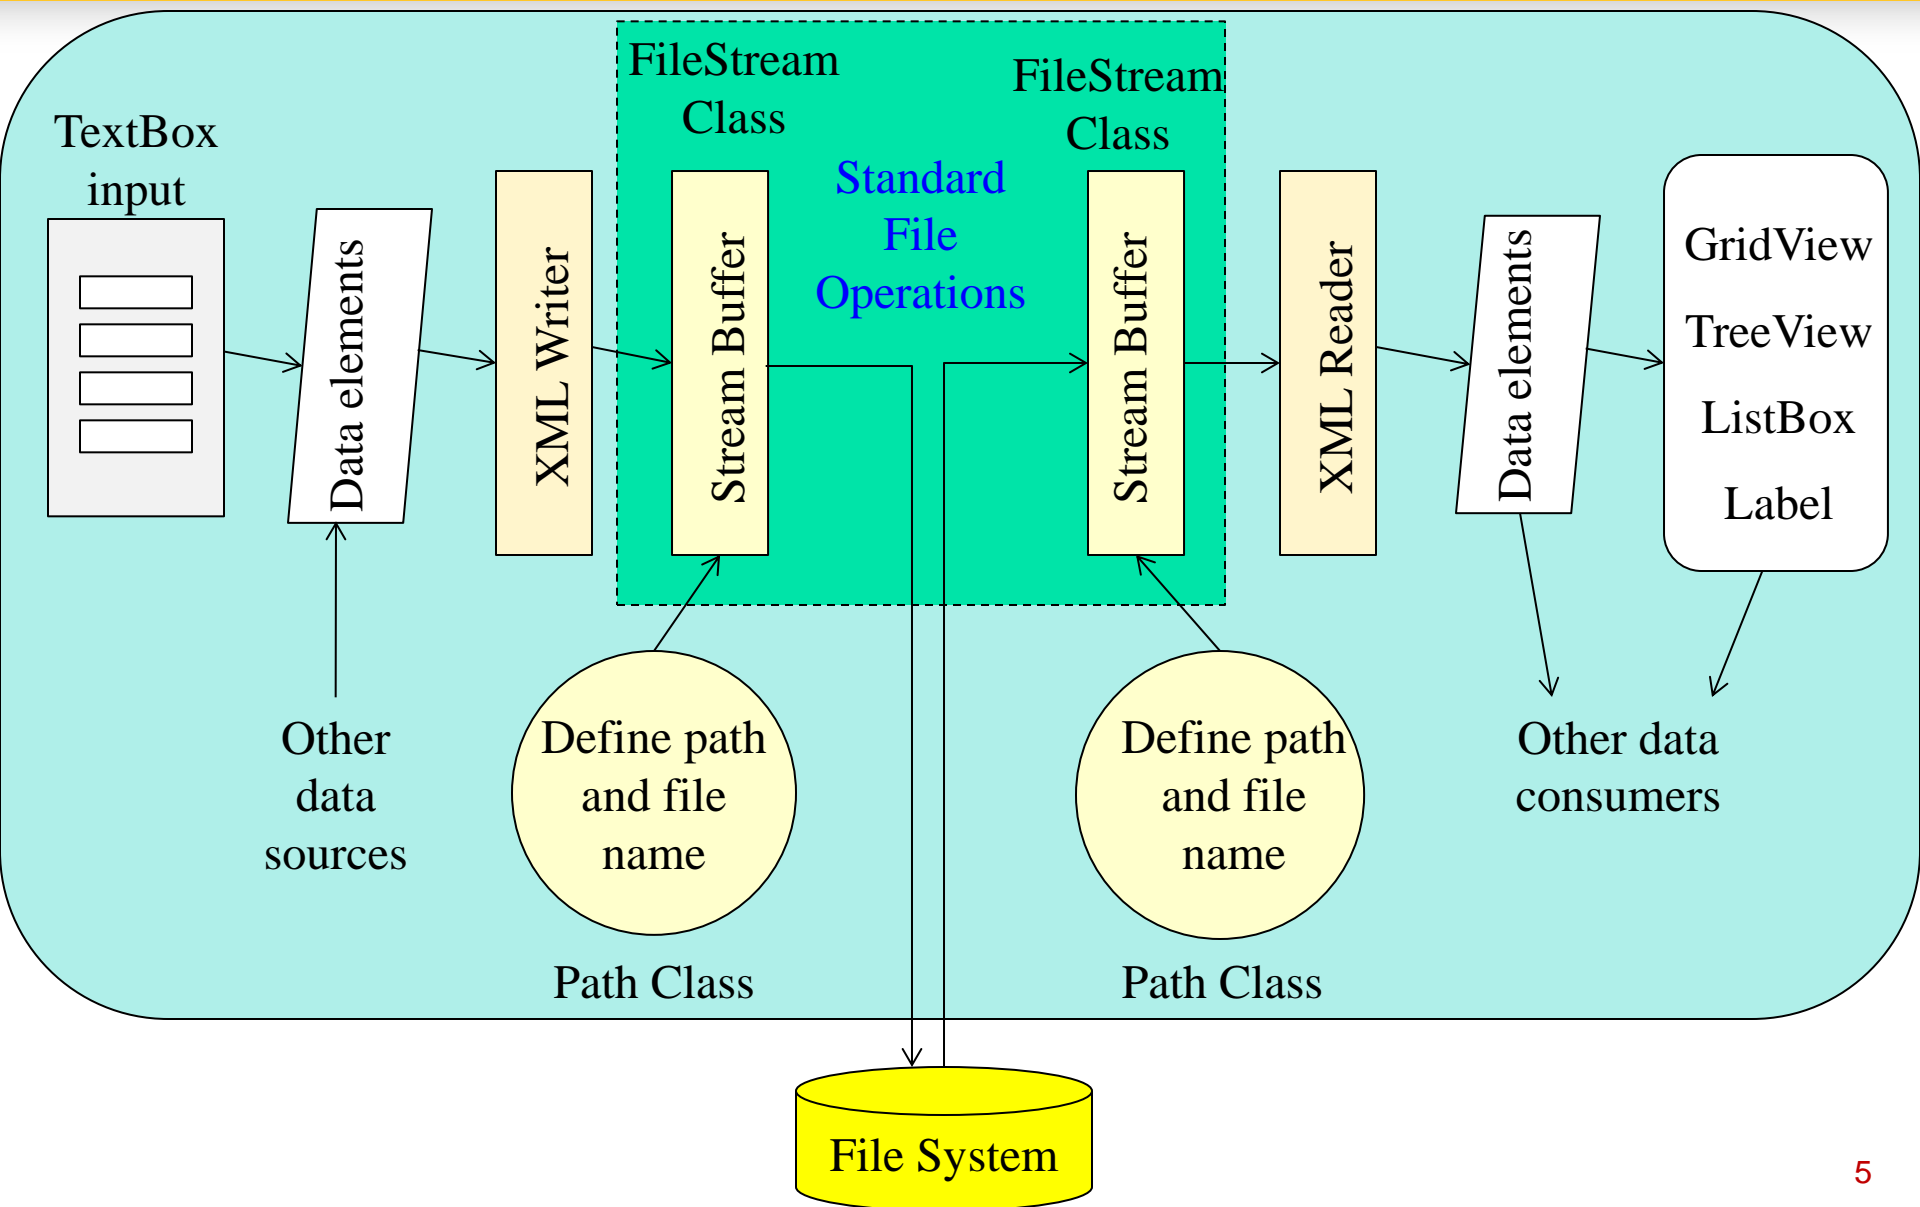 FileStream
Class
FileStream
Class
TextBox
input
Standard
File
Operations
Data elements
XML Writer
Stream Buffer
Stream Buffer
XML Reader
Data elements
GridView
TreeView
ListBox
Label
Other
data
sources
Define path
and file
name
Define path
and file
name
Other data
consumers
Path Class
Path Class
File System
5